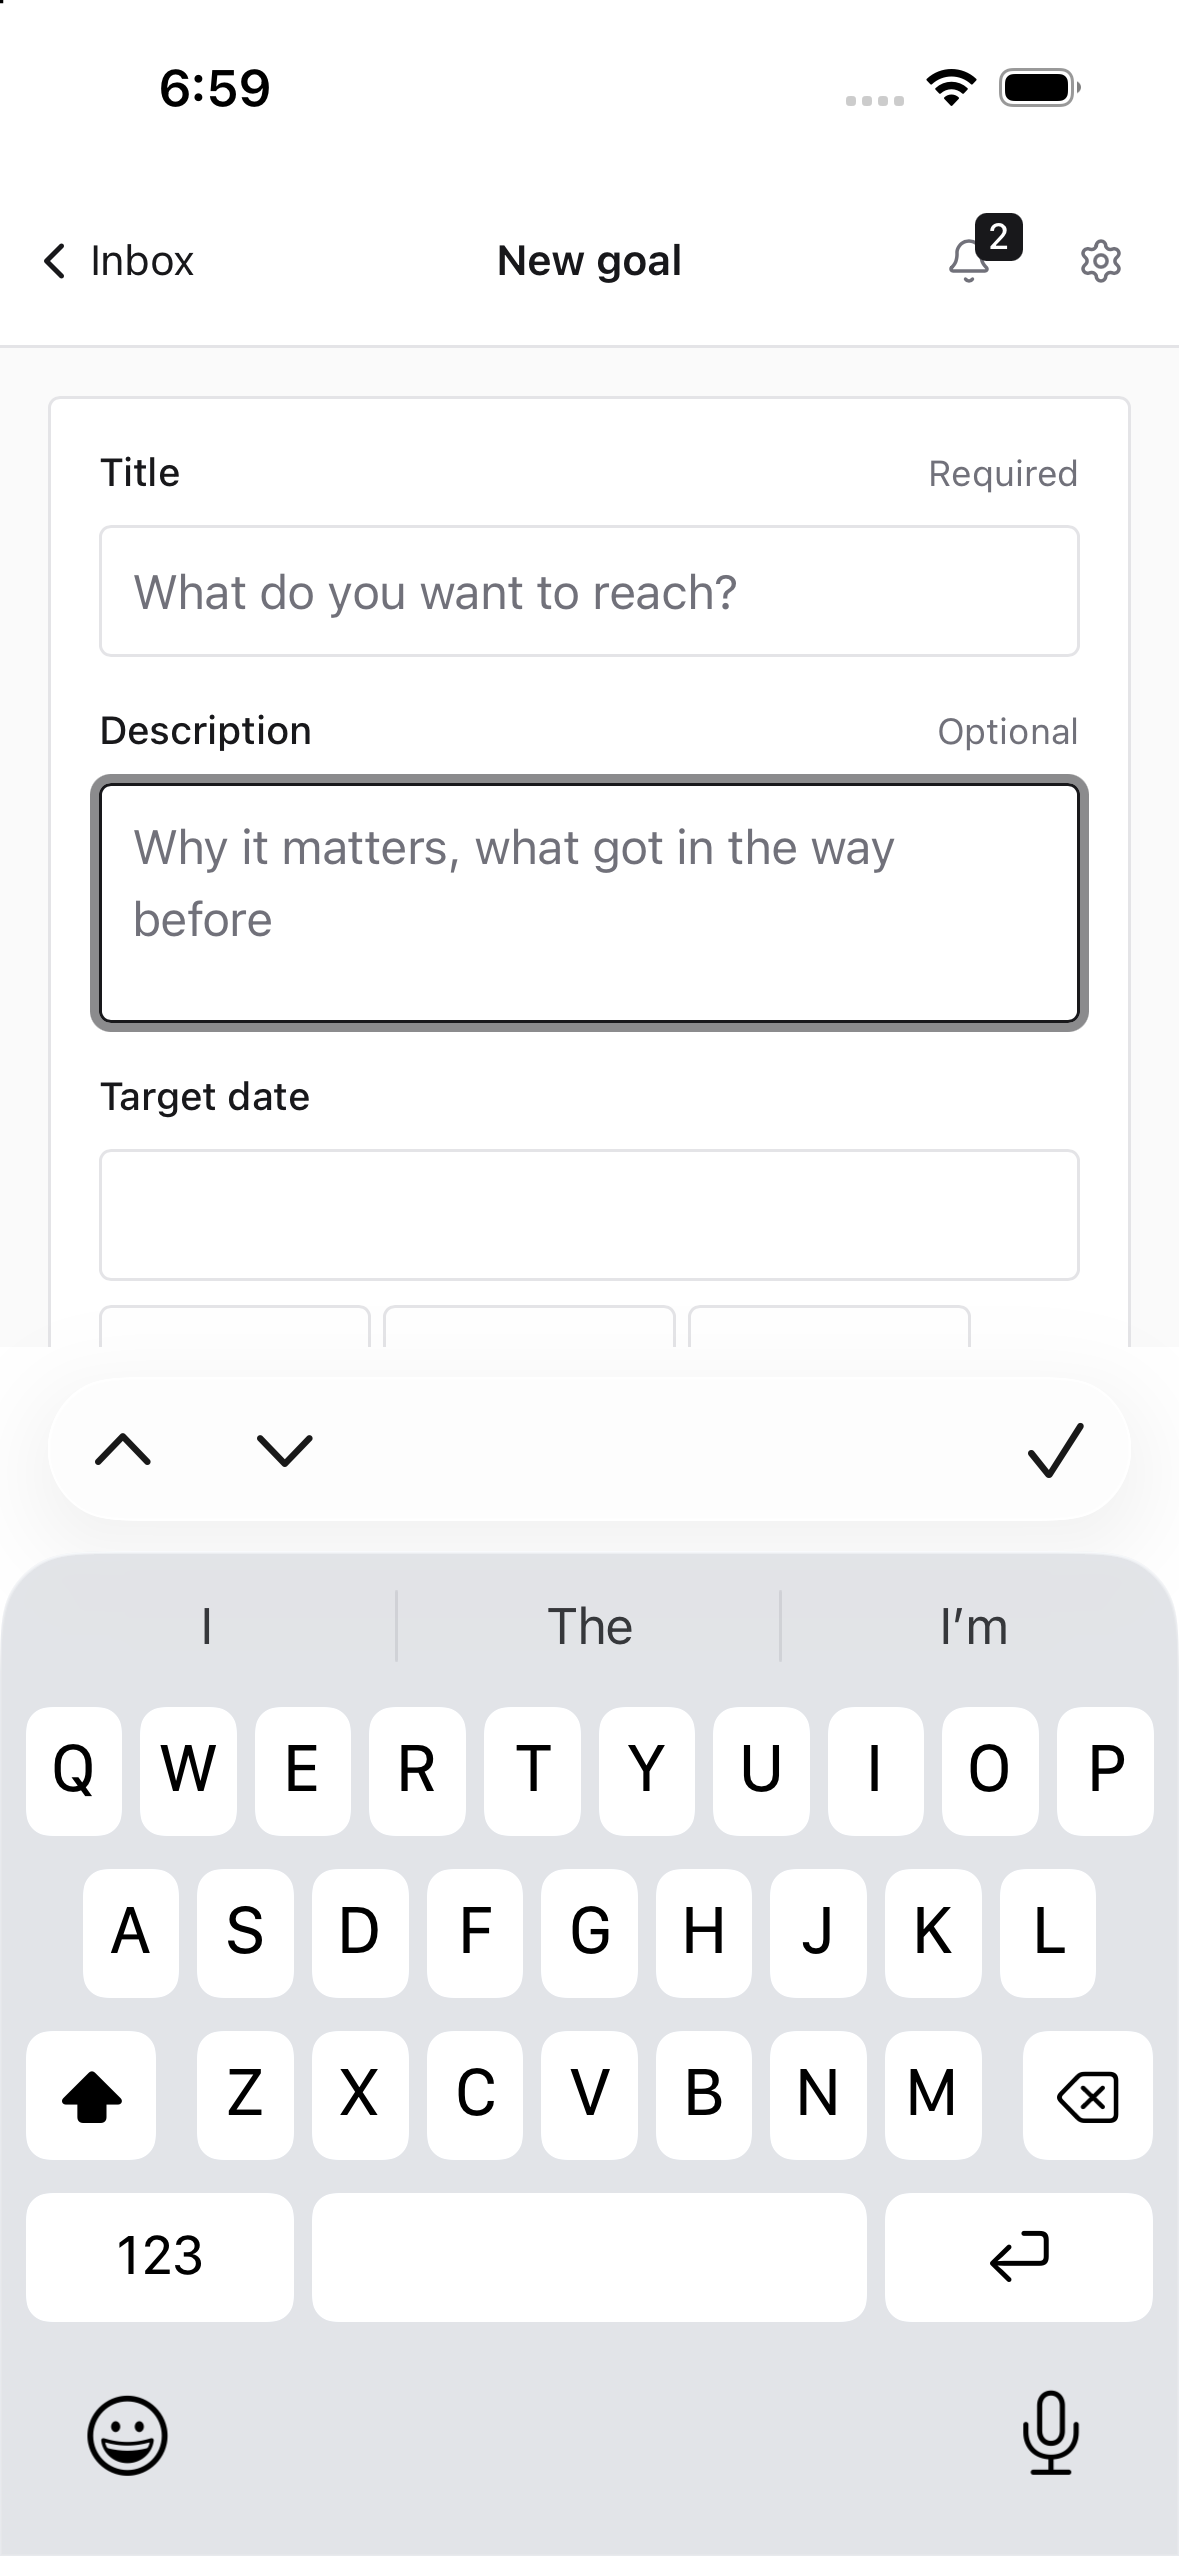 6:59
Inbox
New goal
2
Title
Required
What do you want to reach?
Description
Optional
Why it matters, what got in the way
before
Target date
I
The
I’m
Q W E R T Y U I O P
A S D F G H J K L
Z X C V B N M
123